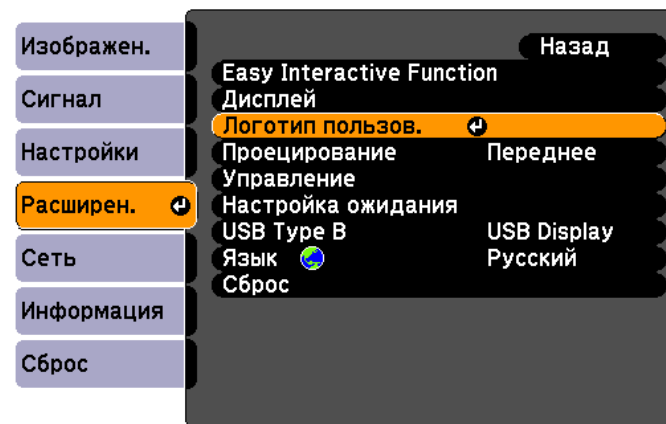 Изображен.
Сигнал
Настройки
Расширен.
Сеть
Информация
Сброс
Назад
Easy Interactive Function
Дисплей
Логотип пользов.
Проецирование Переднее
Управление
Настройка ожидания
USB Type B USB Display
Язык Русский
Сброс